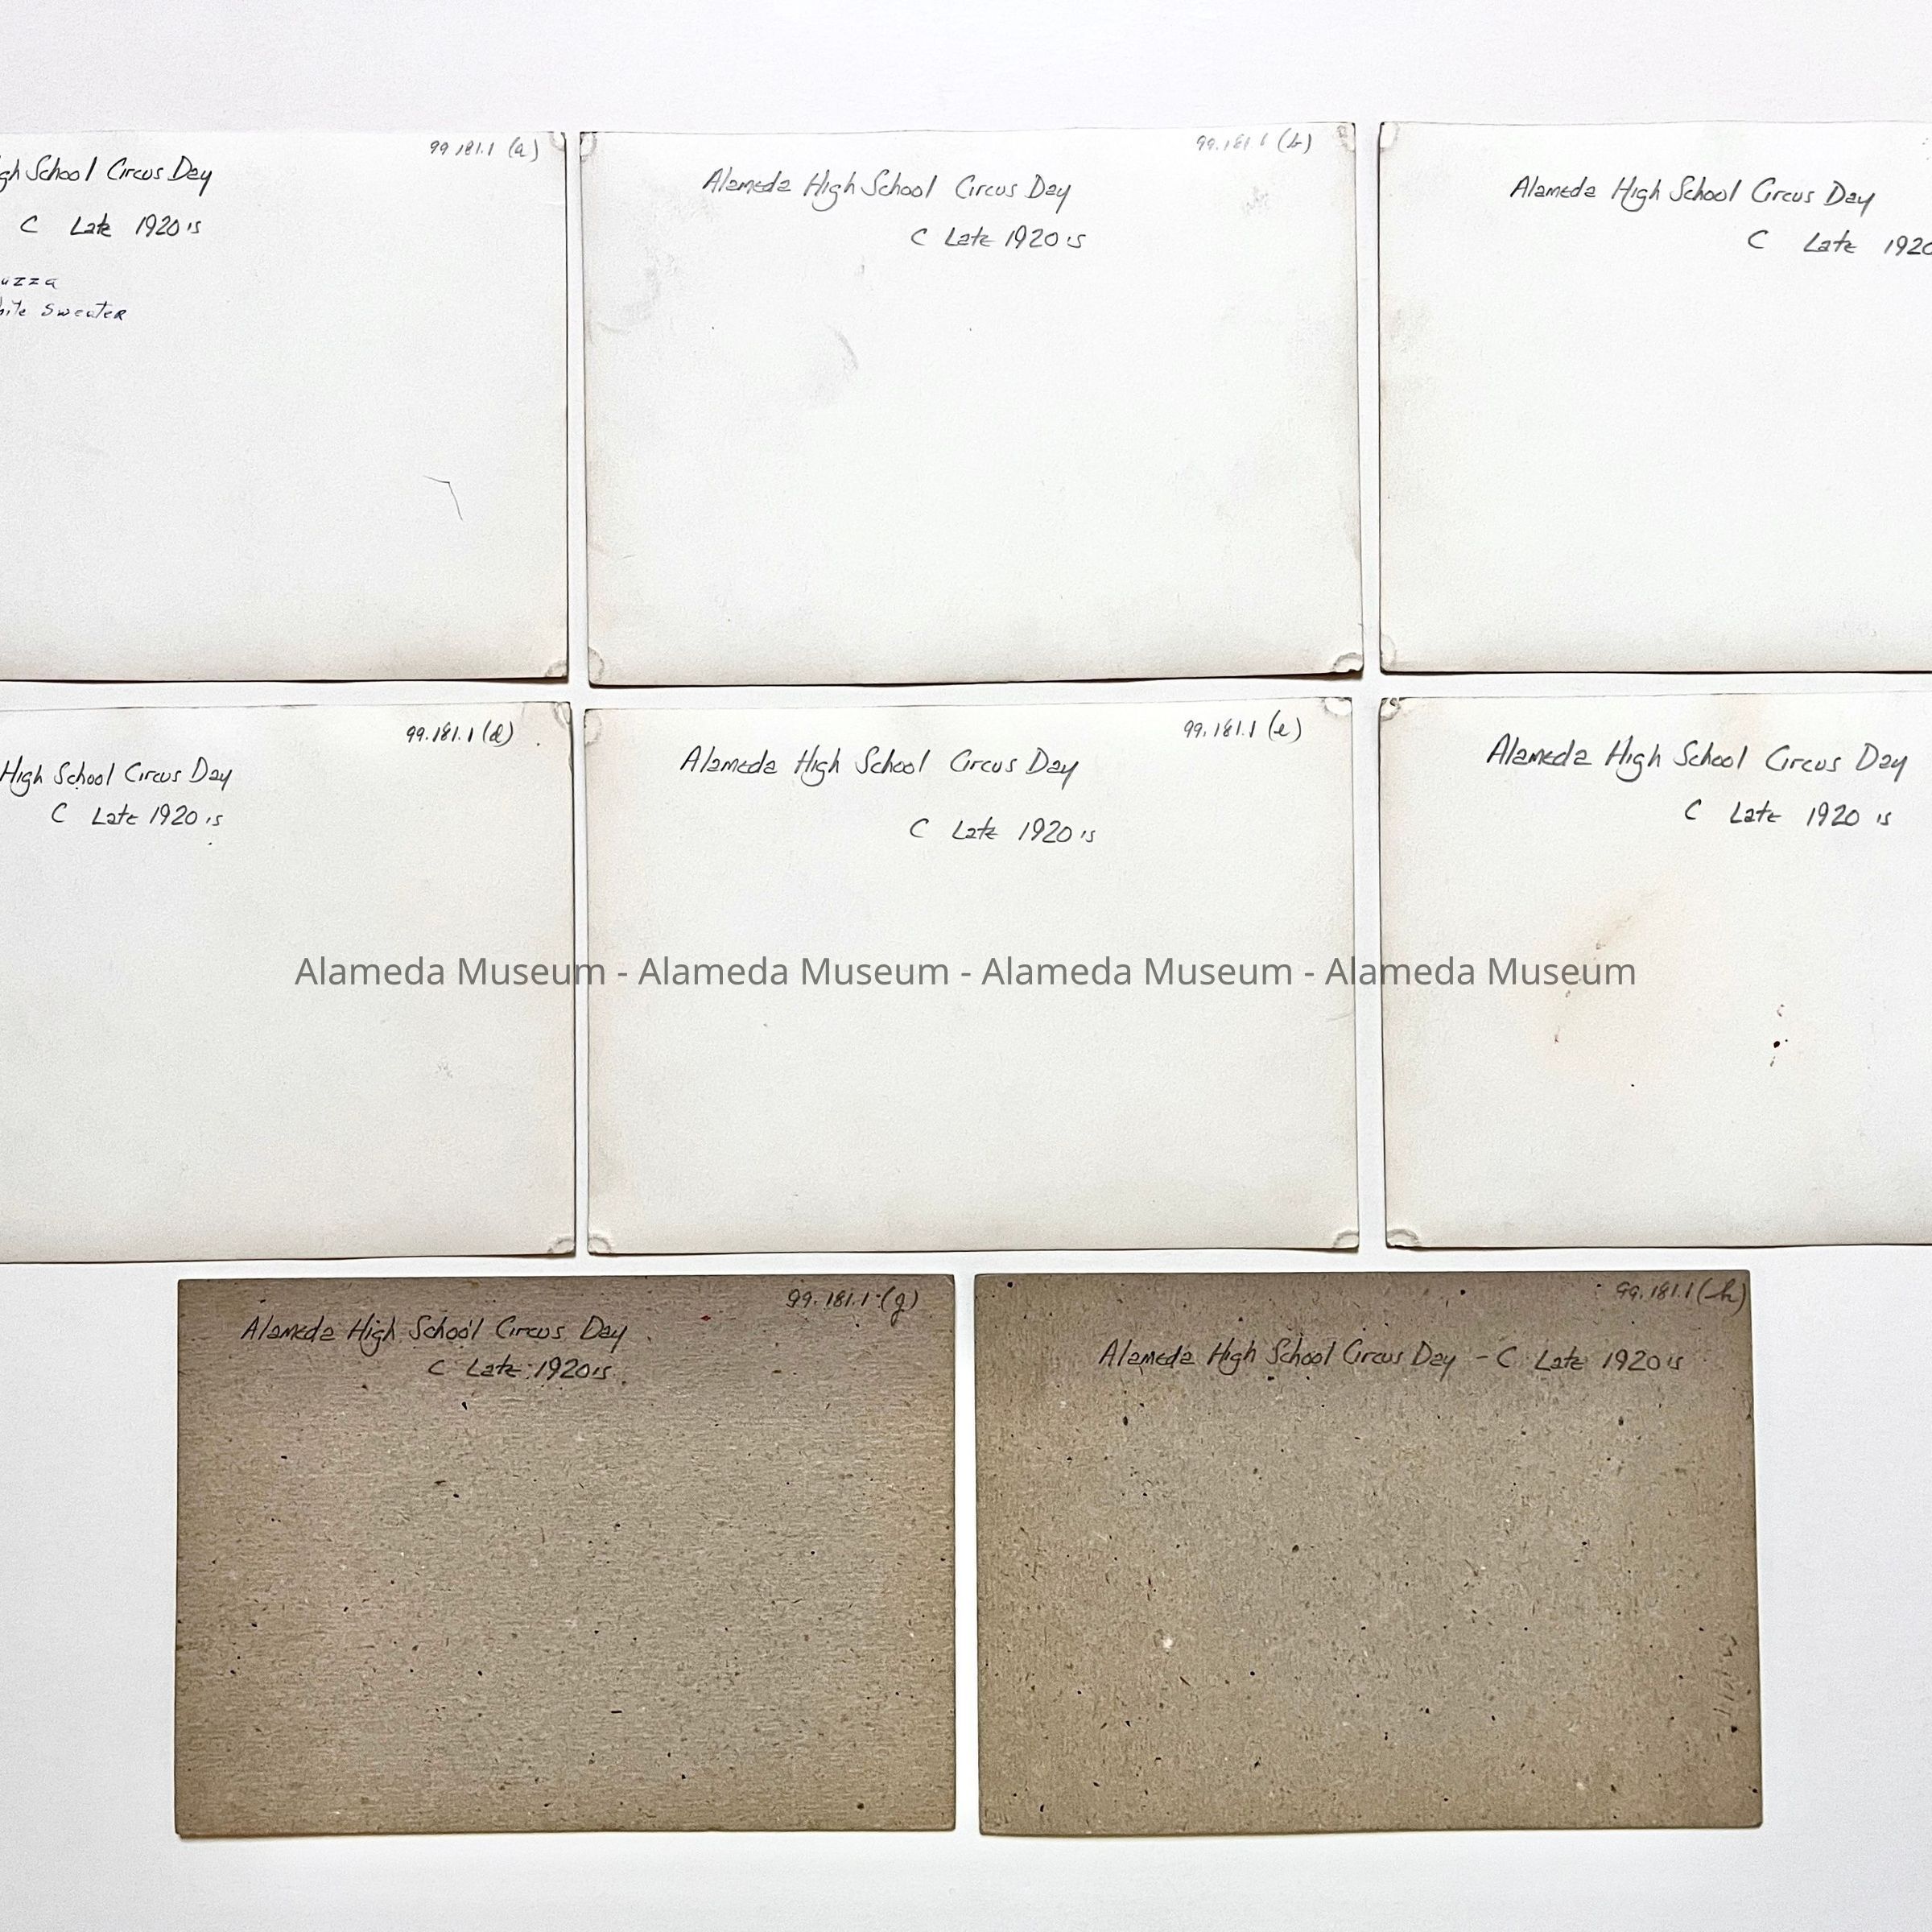 99.181.1 (a)
gh School Circus Day
C Late 1920's
uzza
hite Sweater
99.181.1 (b)
Alameda High School Circus Day
C Late 1920's
Alameda High School Circus Day
C Late 192
99.181.1 (d)
High School Circus Day
C Late 1920's
99.181.1 (e)
Alameda High School Circus Day
C Late 1920's
Alameda High School Circus Day
C Late 1920's
Alameda Museum - Alameda Museum - Alameda Museum - Alameda Museum
99.181.1 (g)
Alameda High School Circus Day
C Late 1920's
99.181.1 (h)
Alameda High School Circus Day - C Late 1920's